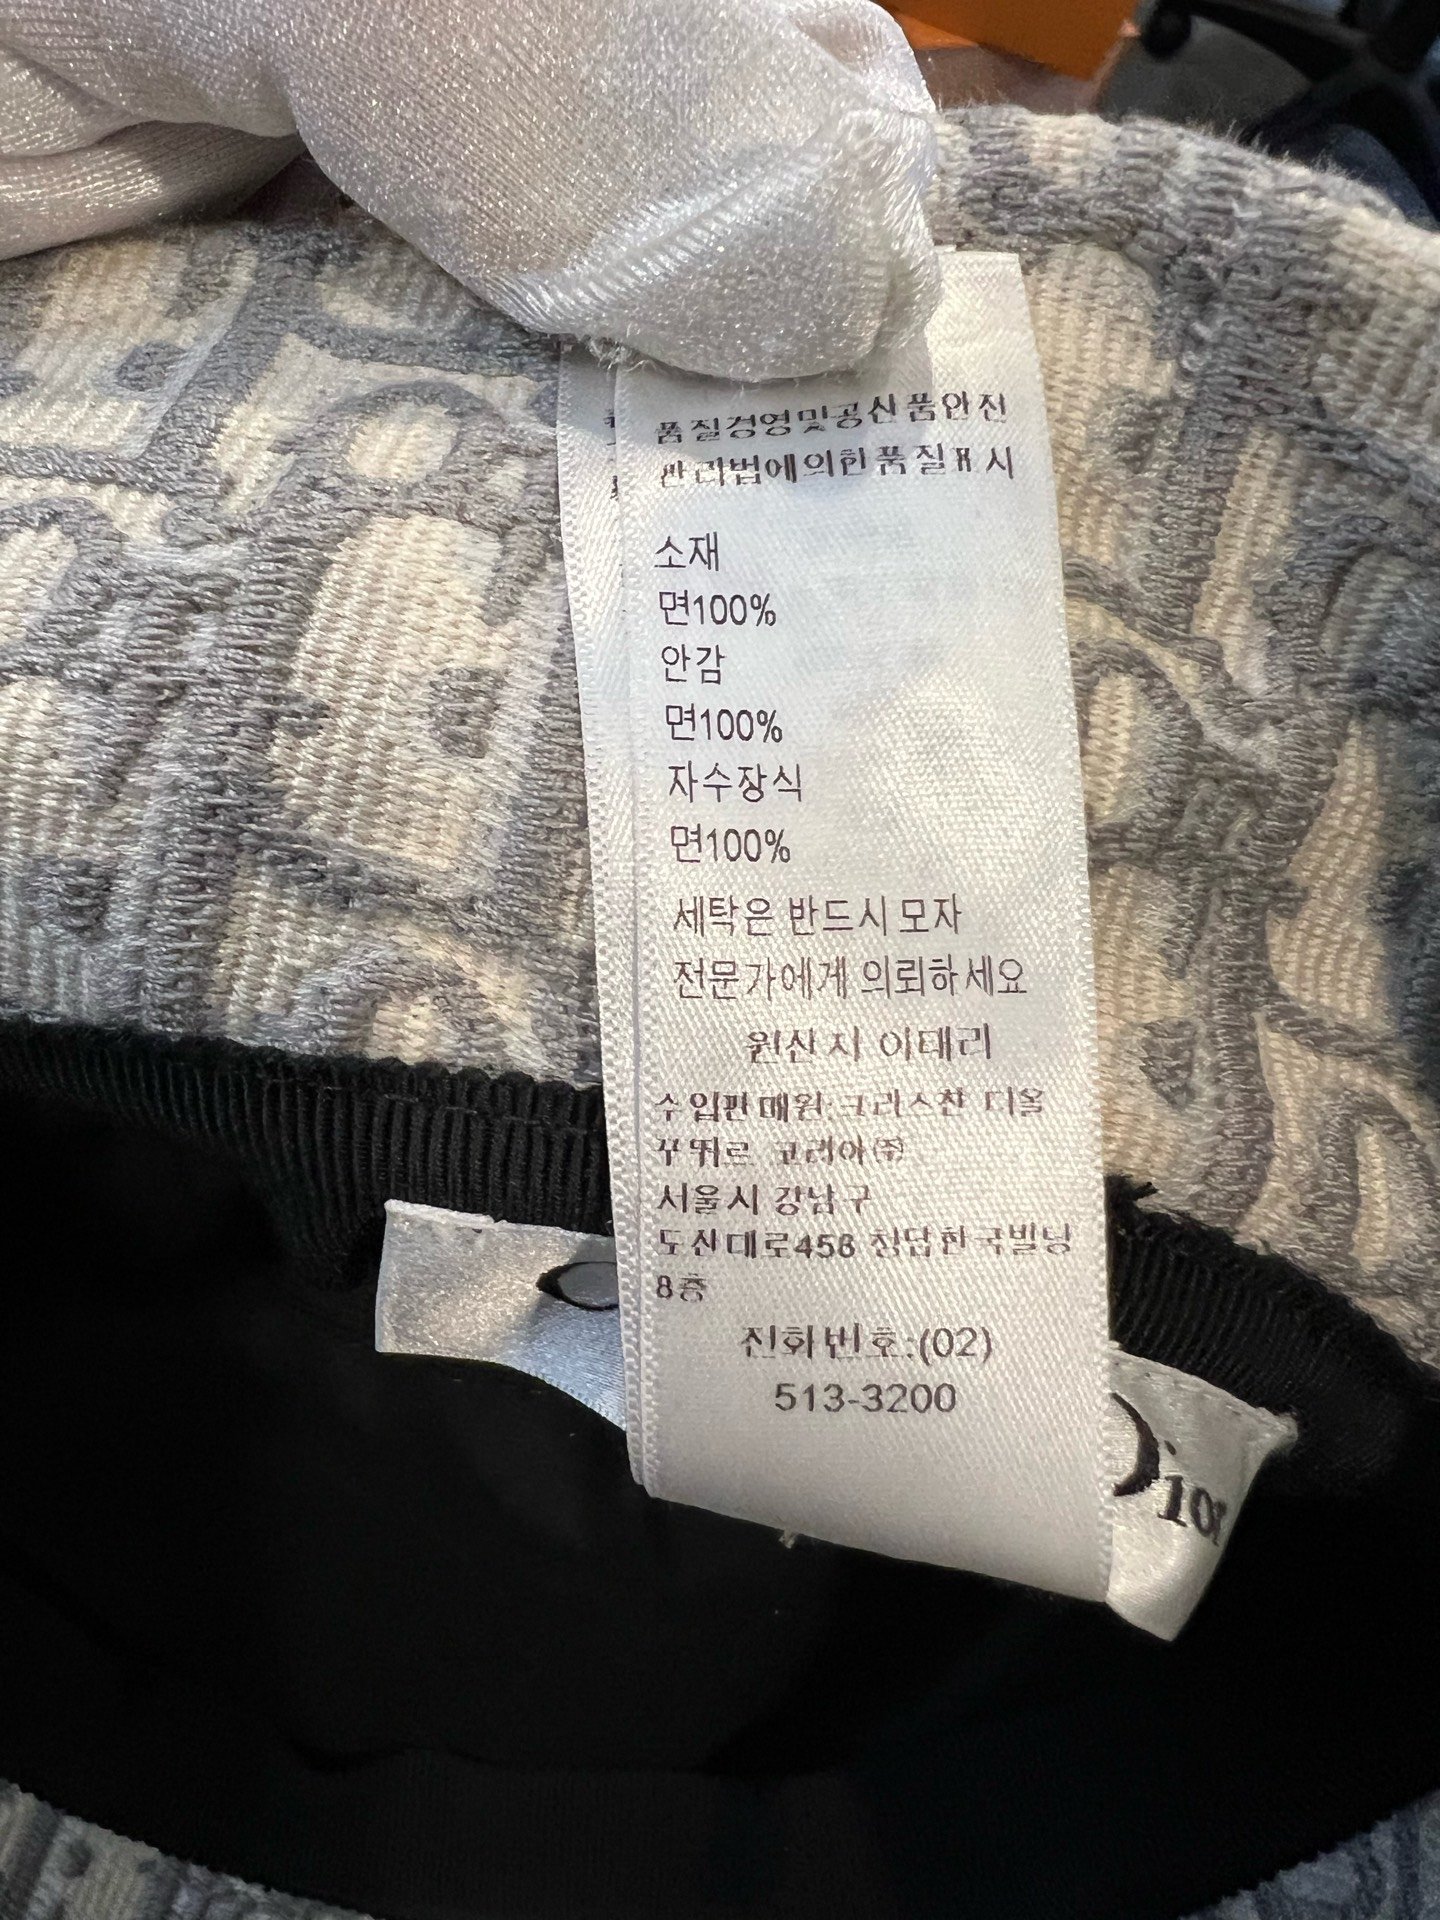 품질경영및공산품안전
관리법에의한품질표시
소재
면100%
안감
면100%
자수장식
면100%
세탁은 반드시 모자
전문가에게 의뢰하세요
원산지 이태리
수입판매원:크리스챤 디올
꾸뛰르 코리아㈜
서울시 강남구
도산대로458 청담한국빌딩
8층
전화번호:(02)
513-3200